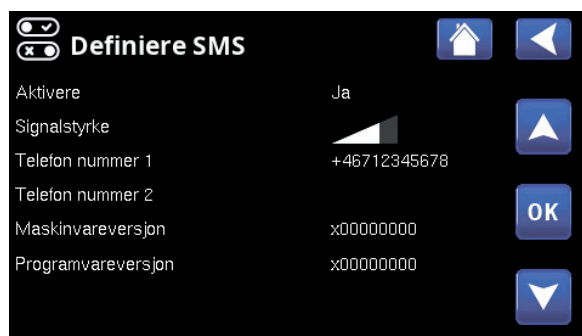 Definiere SMS
Aktivere Ja
Signalstyrke
Telefon nummer 1 +46712345678
Telefon nummer 2
OK
Maskinvareversjon x00000000
Programvareversjon x00000000